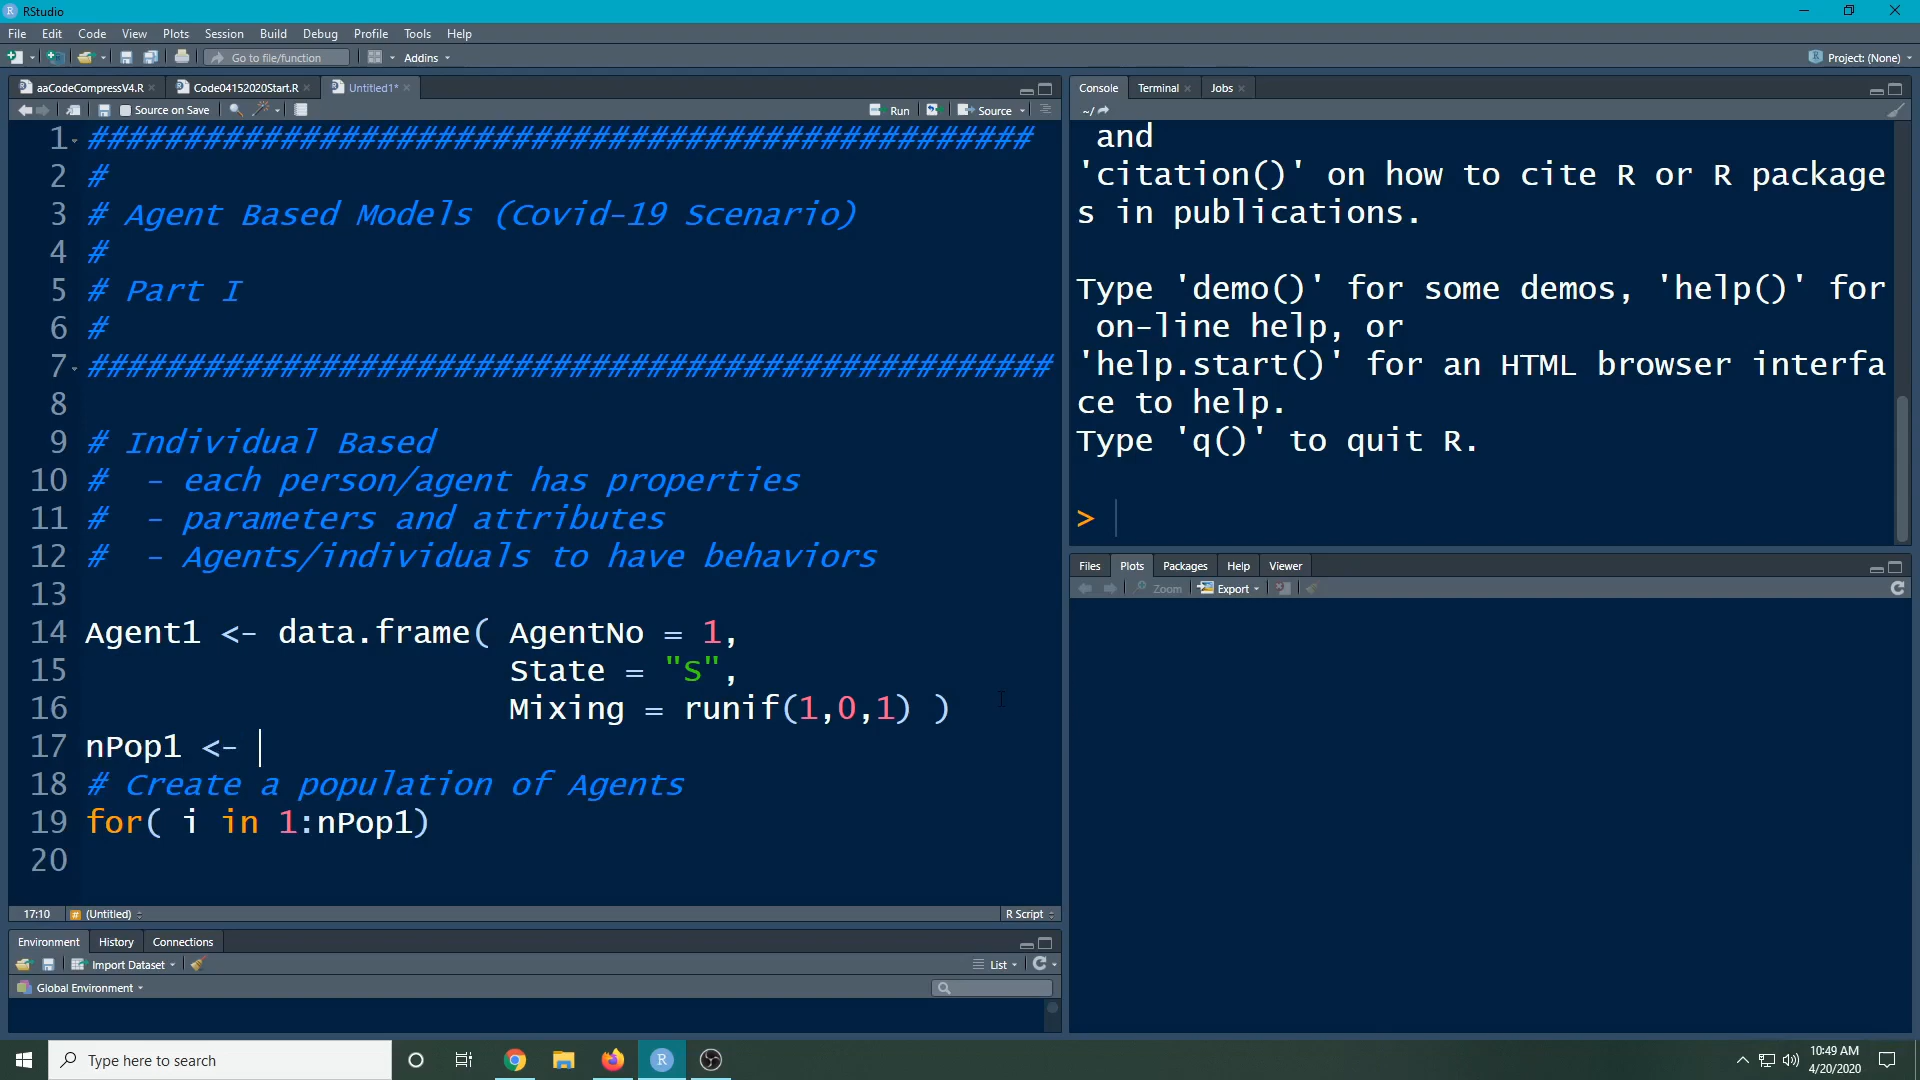 RStudio
File Edit Code View Plots Session Build Debug Profile Tools Help
Go to file/function Addins Project: (None)
aaCodeCompressV4.R Code04152020Start.R Untitled1*
Source on Save Run Source
1 #################################################
2 #
3 # Agent Based Models (Covid-19 Scenario)
4 #
5 # Part I
6 #
7 ##################################################
8
9 # Individual Based
10 #  - each person/agent has properties
11 #  - parameters and attributes
12 #  - Agents/individuals to have behaviors
13
14 Agent1 <- data.frame( AgentNo = 1,
15 State = "S",
16 Mixing = runif(1,0,1) )
17 nPop1 <-
18 # Create a population of Agents
19 for( i in 1:nPop1)
20
17:10 (Untitled) R Script
Environment History Connections
Import Dataset List
Global Environment
Console Terminal Jobs
~/
and
'citation()' on how to cite R or R package
s in publications.
Type 'demo()' for some demos, 'help()' for
on-line help, or
'help.start()' for an HTML browser interfa
ce to help.
Type 'q()' to quit R.
>
Files Plots Packages Help Viewer
Zoom Export
Type here to search
10:49 AM
4/20/2020